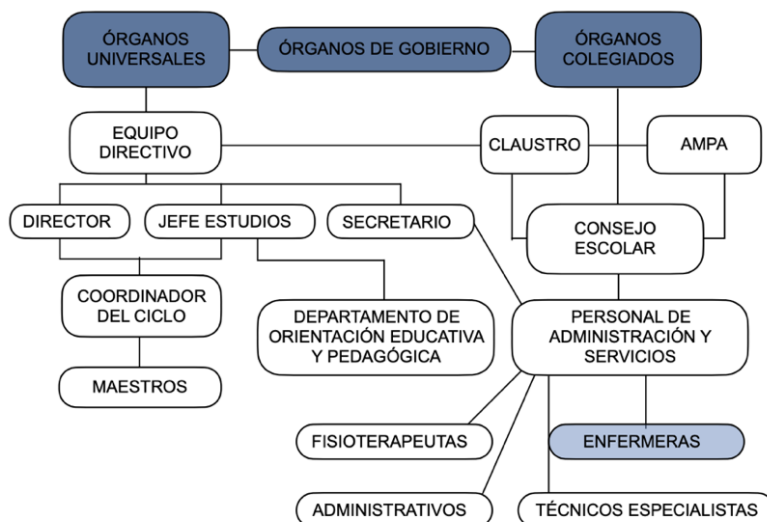 ÓRGANOS
UNIVERSALES
ÓRGANOS DE GOBIERNO
ÓRGANOS
COLEGIADOS
EQUIPO
DIRECTIVO
CLAUSTRO
AMPA
DIRECTOR
JEFE ESTUDIOS
SECRETARIO
CONSEJO
ESCOLAR
COORDINADOR
DEL CICLO
DEPARTAMENTO DE
ORIENTACIÓN EDUCATIVA
Y PEDAGÓGICA
PERSONAL DE
ADMINISTRACIÓN Y
SERVICIOS
MAESTROS
FISIOTERAPEUTAS
ENFERMERAS
ADMINISTRATIVOS
TÉCNICOS ESPECIALISTAS